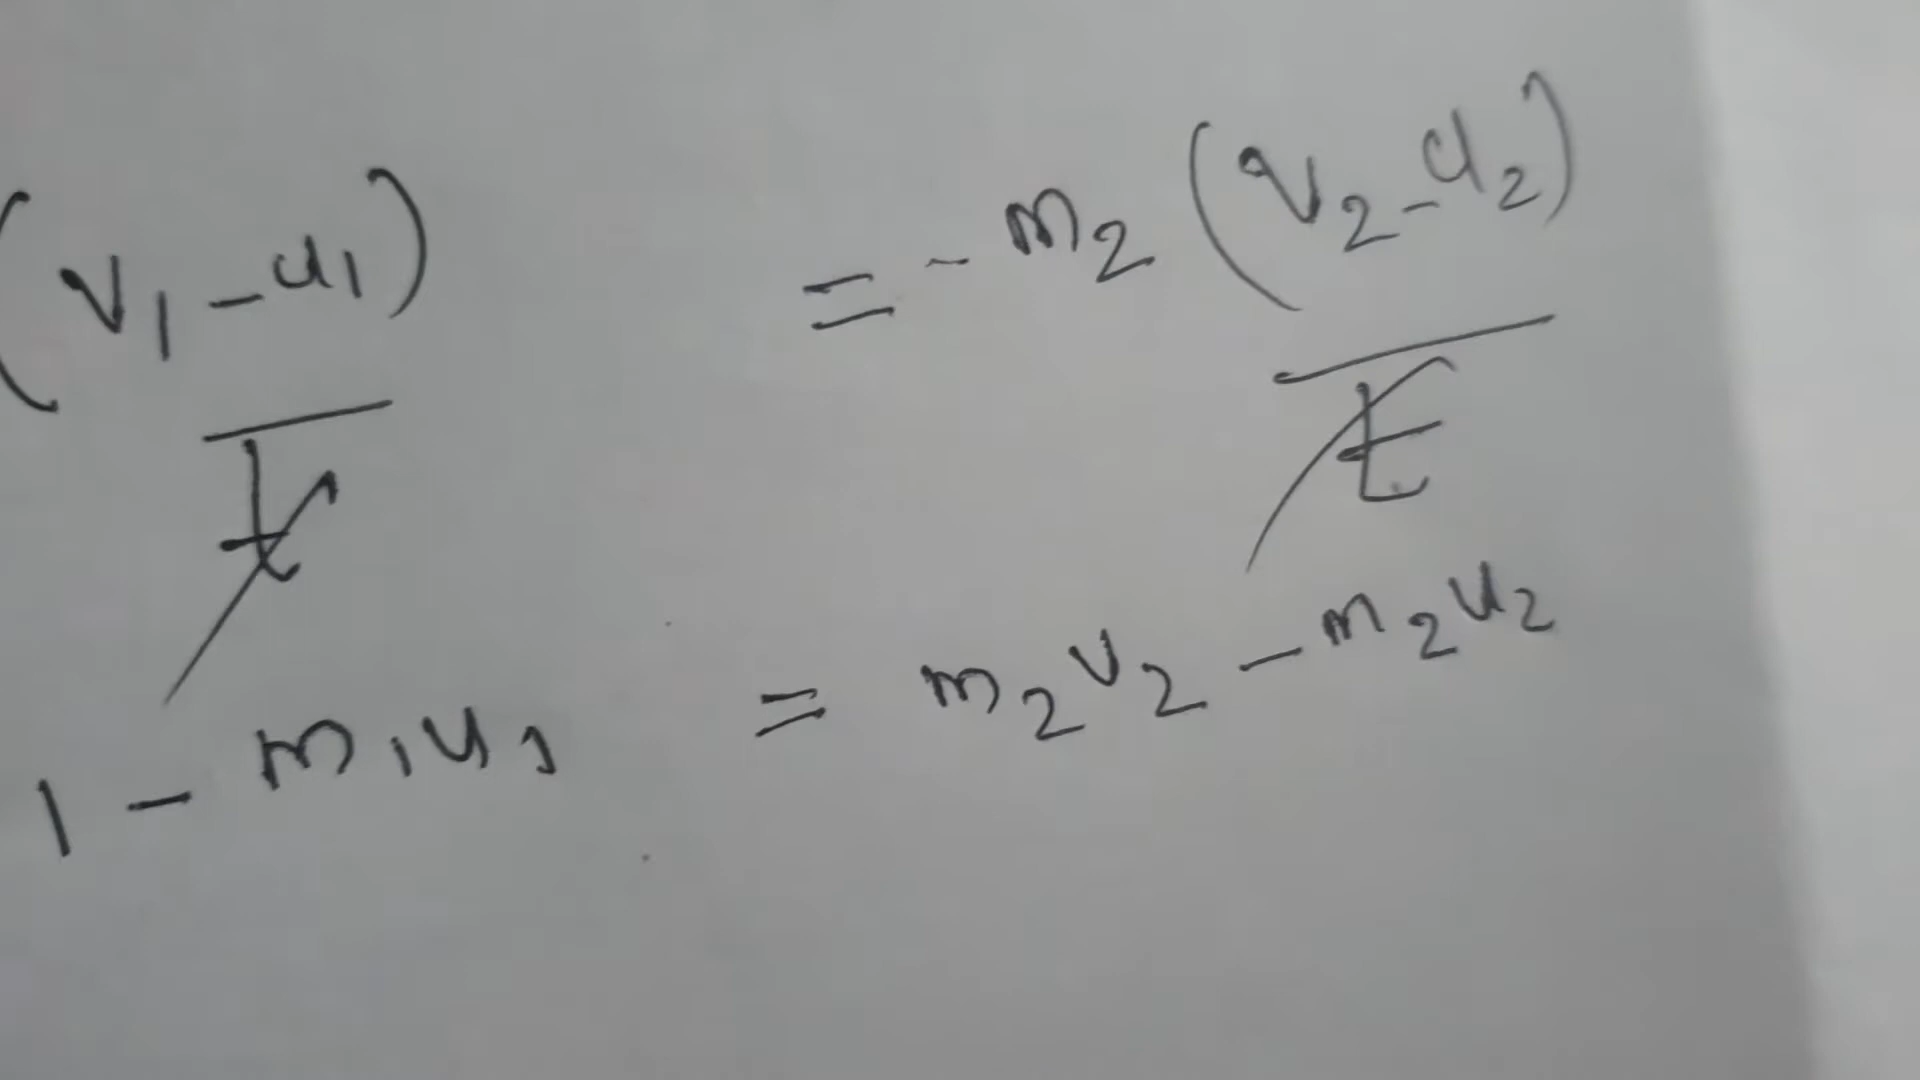 (v₁-u₁) = - m₂ (v₂-u₂)
t t
1 - m₁u₁ = m₂v₂ - m₂u₂